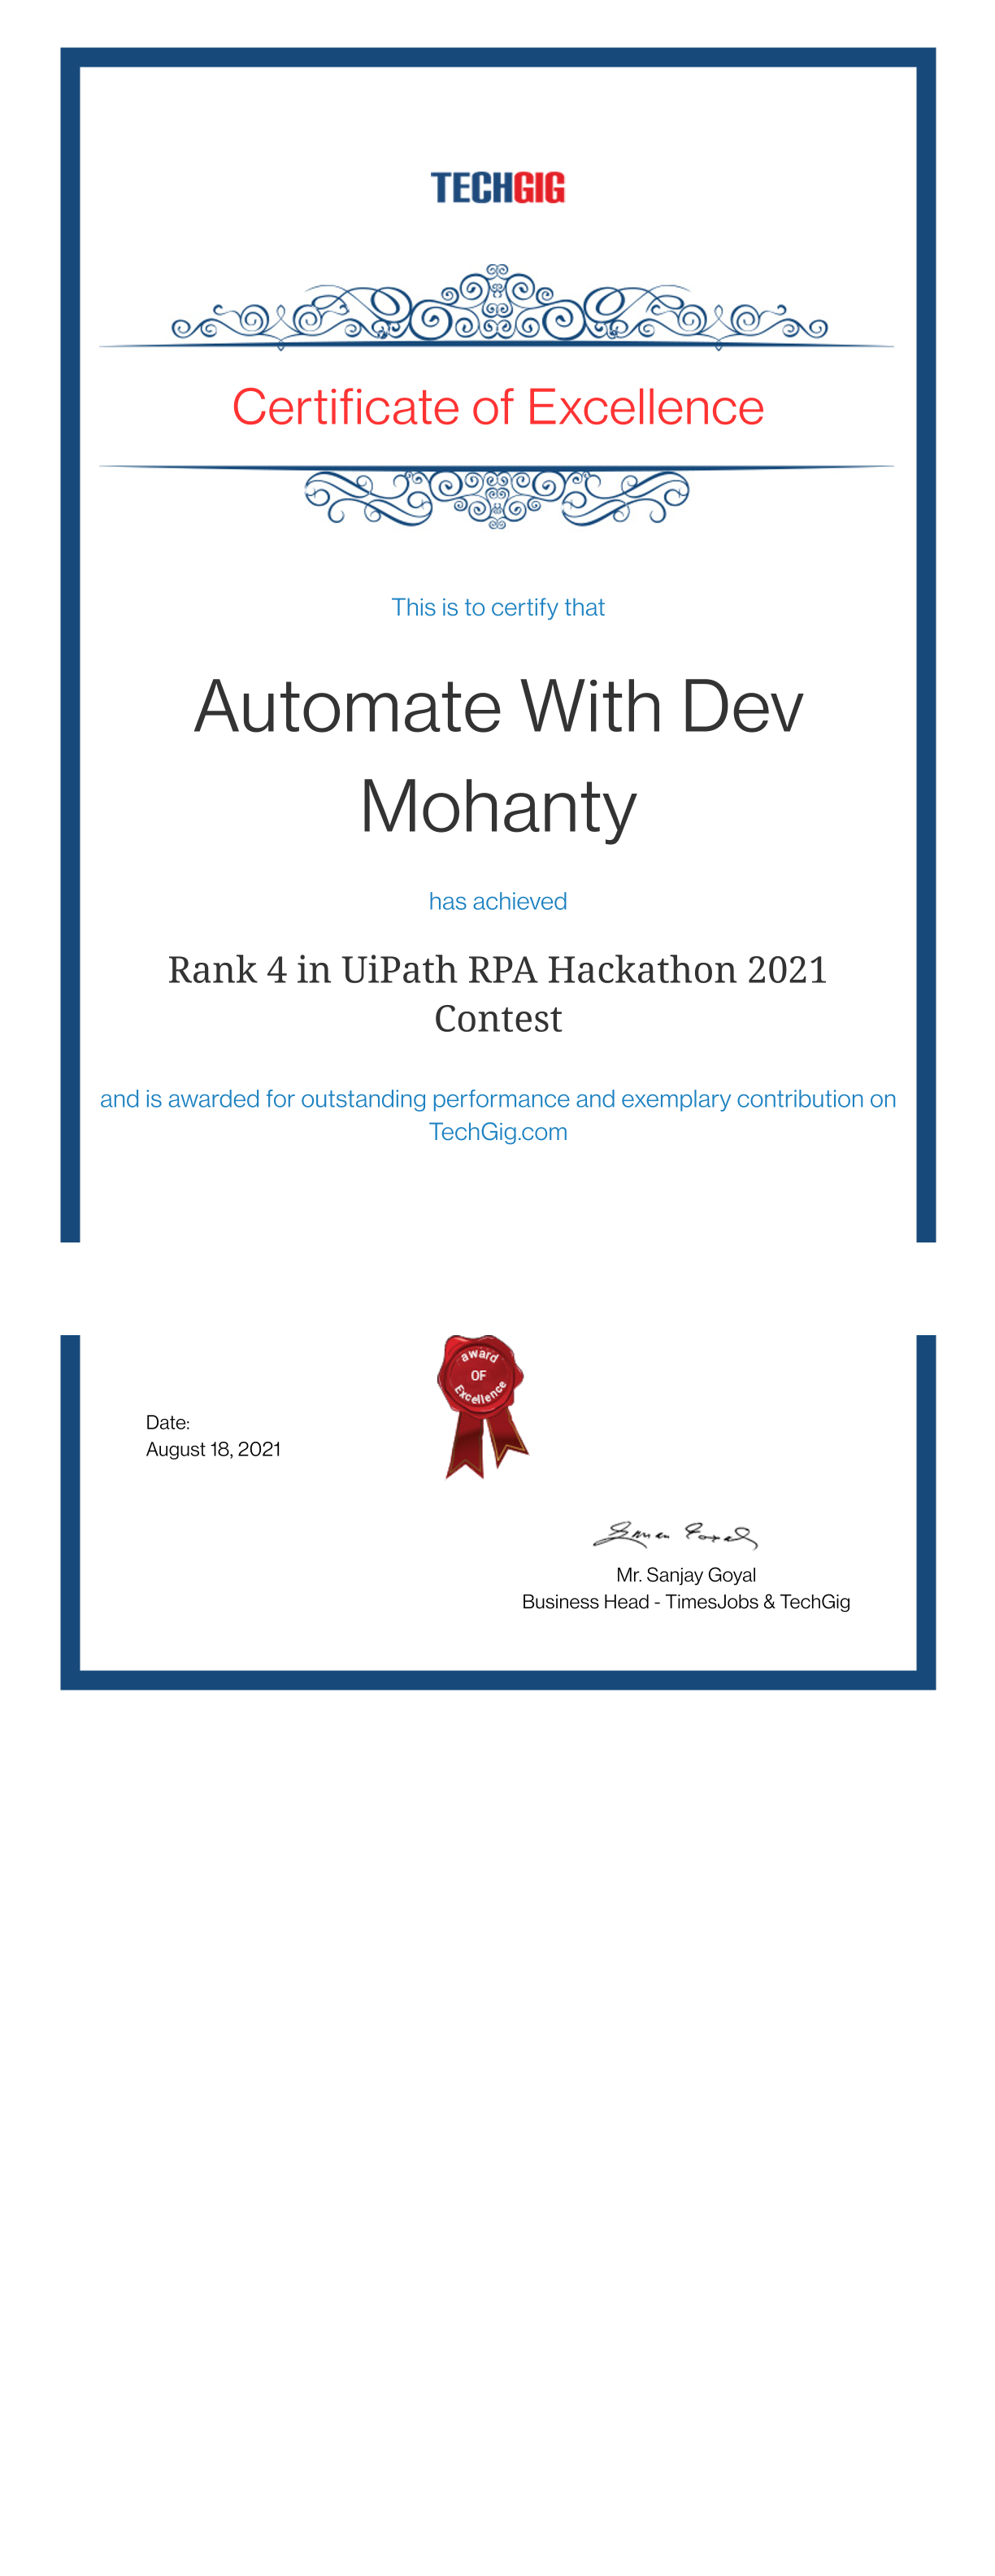 TECHGIG
Certificate of Excellence
This is to certify that
Automate With Dev
Mohanty
has achieved
Rank 4 in UiPath RPA Hackathon 2021
Contest
and is awarded for outstanding performance and exemplary contribution on
TechGig.com
award
OF
Excellence
Date:
August 18, 2021
Mr. Sanjay Goyal
Business Head - TimesJobs & TechGig